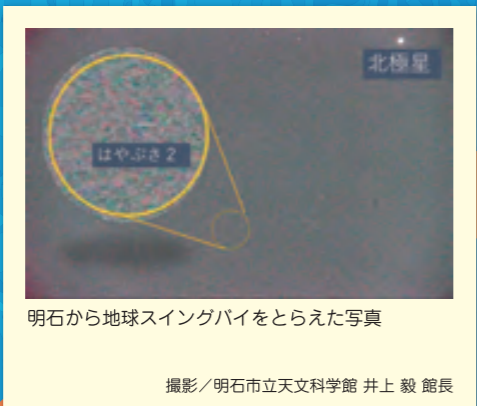 北極星
はやぶさ2
明石から地球スイングバイをとらえた写真
撮影／明石市立天文科学館 井上 毅 館長